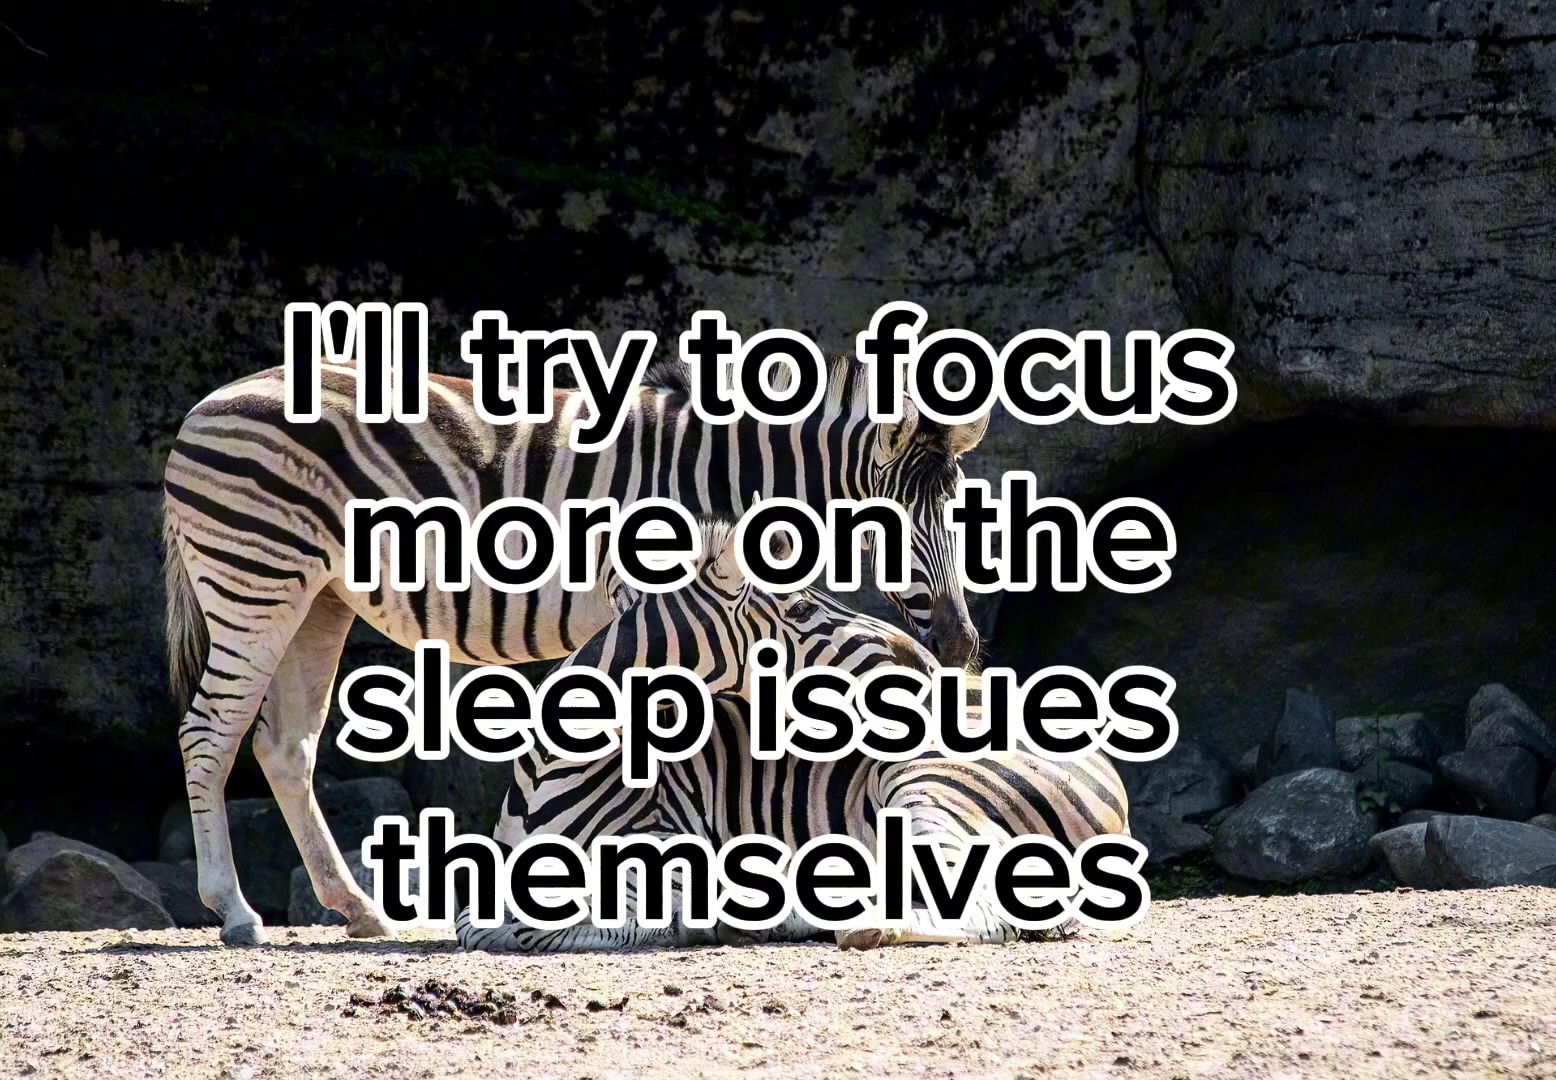 I'll try to focus
more on the
sleep issues
themselves